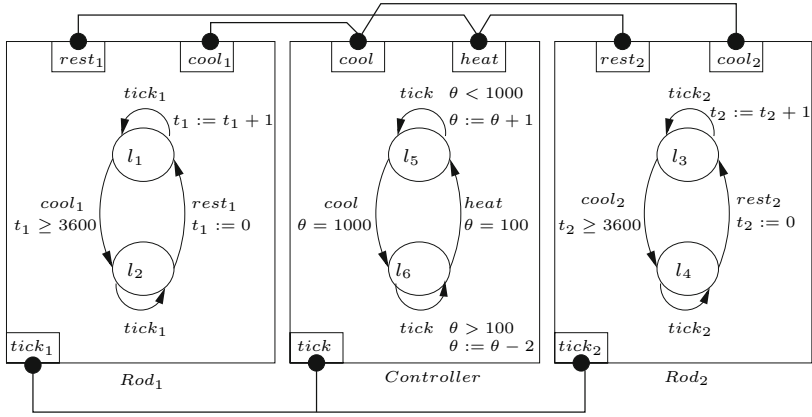 rest₁ cool₁ cool heat rest₂ cool₂
tick₁
t₁ := t₁ + 1
l₁
cool₁
t₁ ≥ 3600
rest₁
t₁ := 0
l₂
tick₁
tick₁
Rod₁
tick θ < 1000
θ := θ + 1
l₅
cool
θ = 1000
heat
θ = 100
l₆
tick θ > 100
θ := θ − 2
tick
Controller
tick₂
t₂ := t₂ + 1
l₃
cool₂
t₂ ≥ 3600
rest₂
t₂ := 0
l₄
tick₂
tick₂
Rod₂